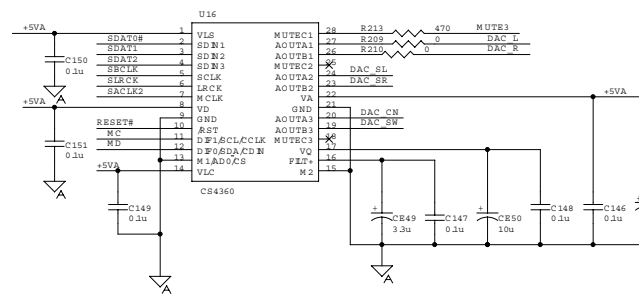 U16
+5VA
1 VLS MUTEC1 28 R213 470 MUTE3
SDAT0# 2 SDIN1 AOUTA1 27 R209 0 DAC_L
SDAT1 3 SDIN2 AOUTB1 26 R210 0 DAC_R
SDAT2 4 SDIN3 MUTEC2 25
SBCLK 5 SCLK AOUTA2 24 DAC_SL
SLRCK 6 LRCK AOUTB2 23 DAC_SR
SACLK2 7 MCLK VA 22 +5VA
+5VA 8 VD GND 21
9 GND AOUTA3 20 DAC_CN
RESET# 10 /RST AOUTB3 19 DAC_SW
MC 11 DIF1/SCL/CCLK MUTEC3 18
MD 12 DIF0/SDA/CDIN VQ 17
13 M1/AD0/CS FILT+ 16
+5VA 14 VLC M2 15
CS4360
C150
0.1u
A
C151
0.1u
A
C149
0.1u
A
+
CE49
3.3u
C147
0.1u
+
CE50
10u
C148
0.1u
C146
0.1u
+
A